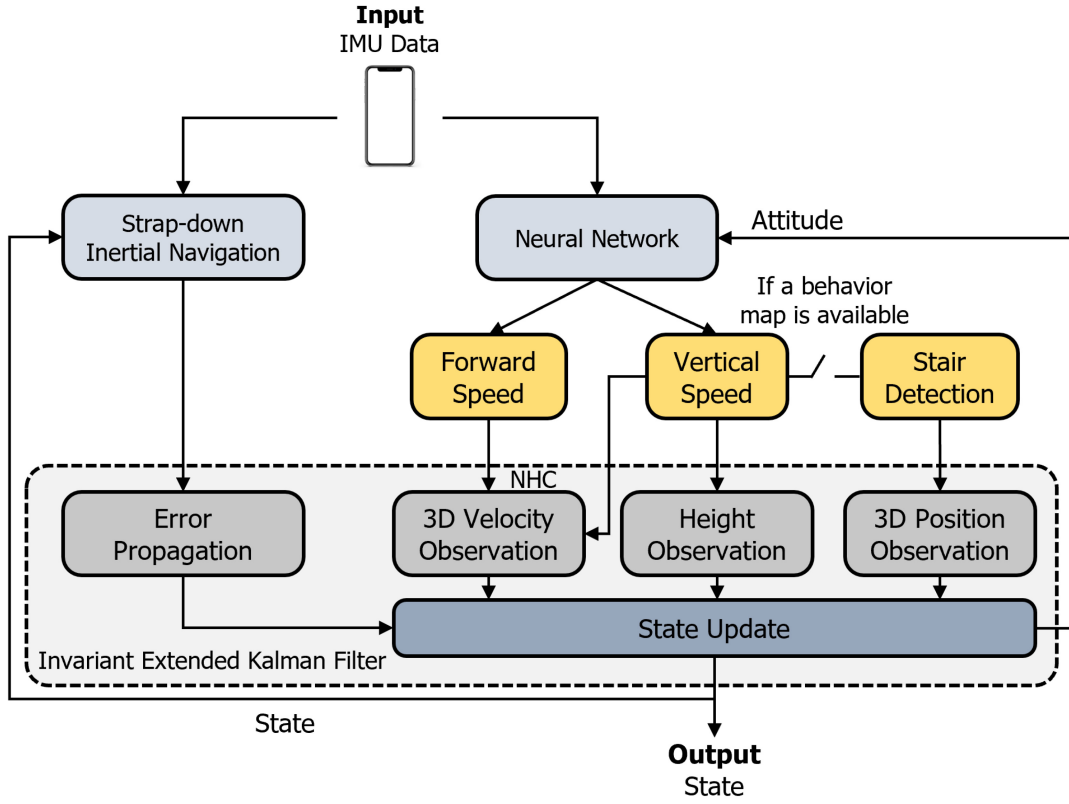 Input
IMU Data
Strap-down
Inertial Navigation
Neural Network
Attitude
If a behavior
map is available
Forward
Speed
Vertical
Speed
Stair
Detection
NHC
Error
Propagation
3D Velocity
Observation
Height
Observation
3D Position
Observation
State Update
Invariant Extended Kalman Filter
State
Output
State